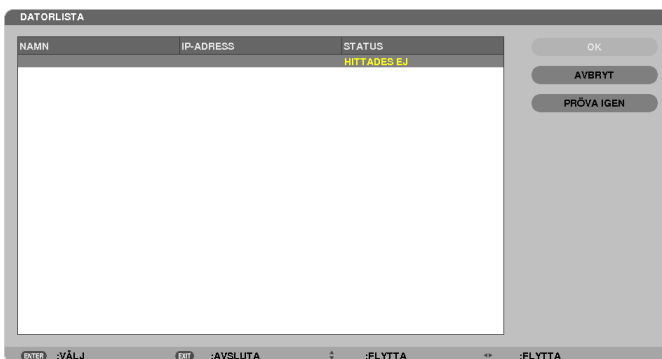 DATORLISTA
NAMN IP-ADRESS STATUS
HITTADES EJ
OK
AVBRYT
PRÖVA IGEN
ENTER :VÄLJ EXIT :AVSLUTA :FLYTTA :FLYTTA